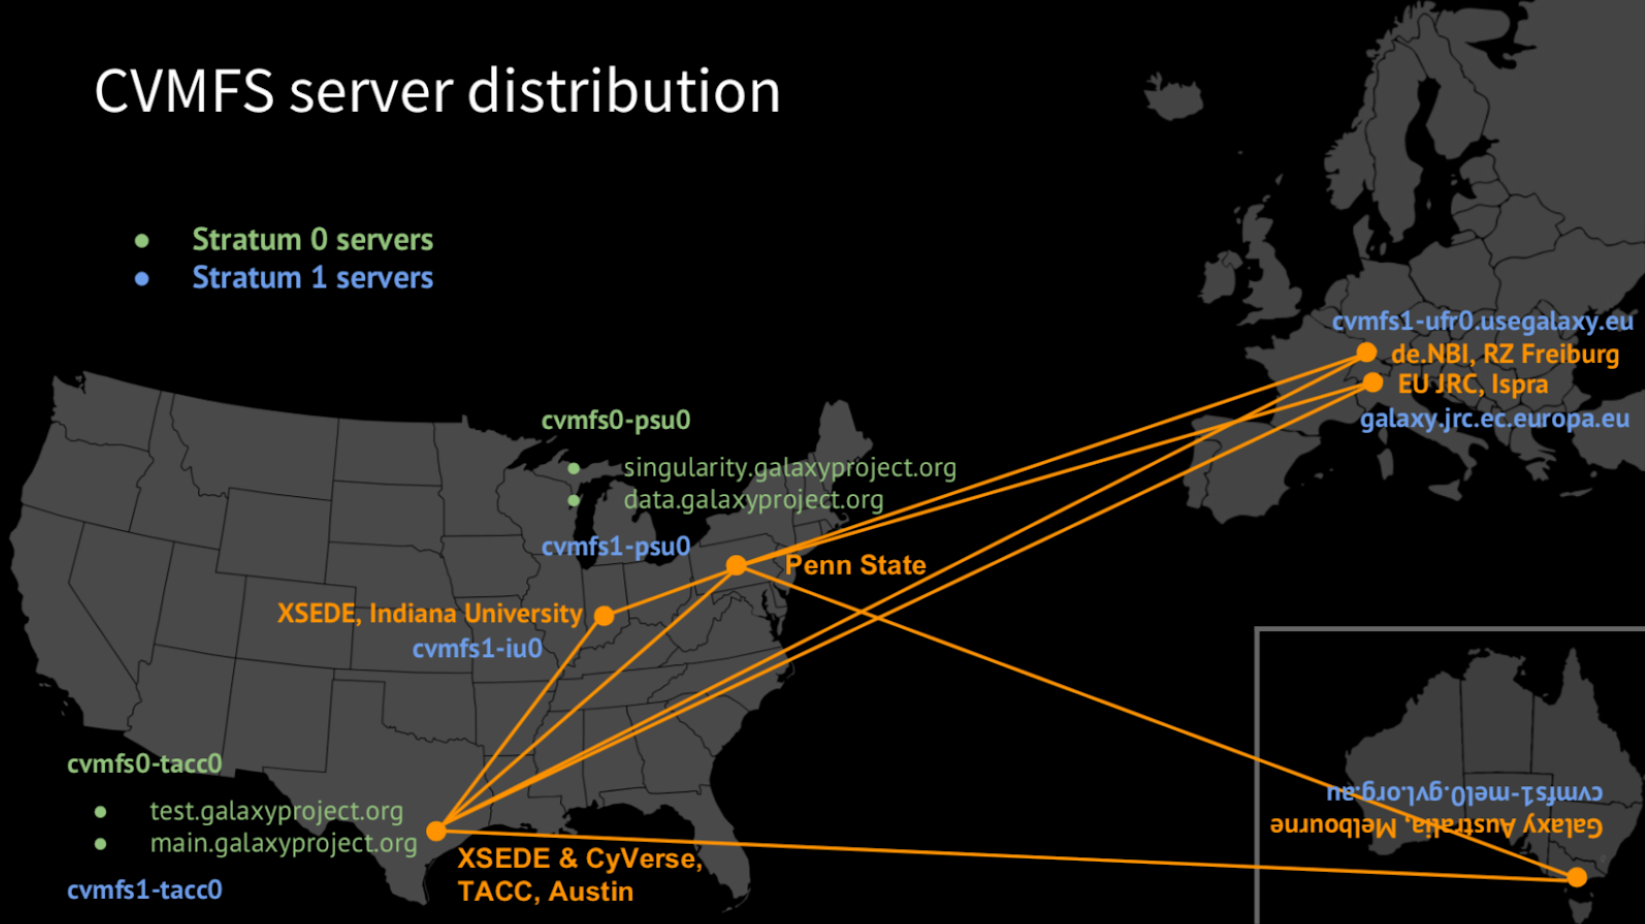 CVMFS server distribution
Stratum 0 servers
Stratum 1 servers
cvmfs1-ufr0.usegalaxy.eu
de.NBI, RZ Freiburg
EU JRC, Ispra
galaxy.jrc.ec.europa.eu
cvmfs0-psu0
singularity.galaxyproject.org
data.galaxyproject.org
cvmfs1-psu0
Penn State
XSEDE, Indiana University
cvmfs1-iu0
cvmfs0-tacc0
test.galaxyproject.org
main.galaxyproject.org
cvmfs1-tacc0
XSEDE & CyVerse,
TACC, Austin
Galaxy Australia, Melbourne
cvmfs1-mel0.gvl.org.au